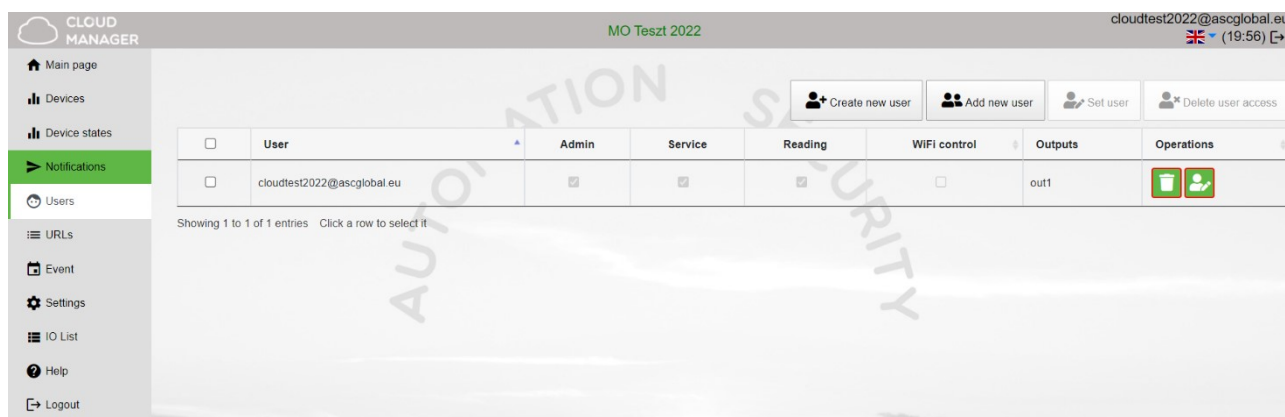 CLOUD
MANAGER
MO Teszt 2022
cloudtest2022@ascglobal.eu
(19:56)
Main page
Devices
Device states
Notifications
Users
URLs
Event
Settings
IO List
Help
Logout
AUTOMATION SECURITY
Create new user
Add new user
Set user
Delete user access
User Admin Service Reading WiFi control Outputs Operations
cloudtest2022@ascglobal.eu out1
Showing 1 to 1 of 1 entries Click a row to select it